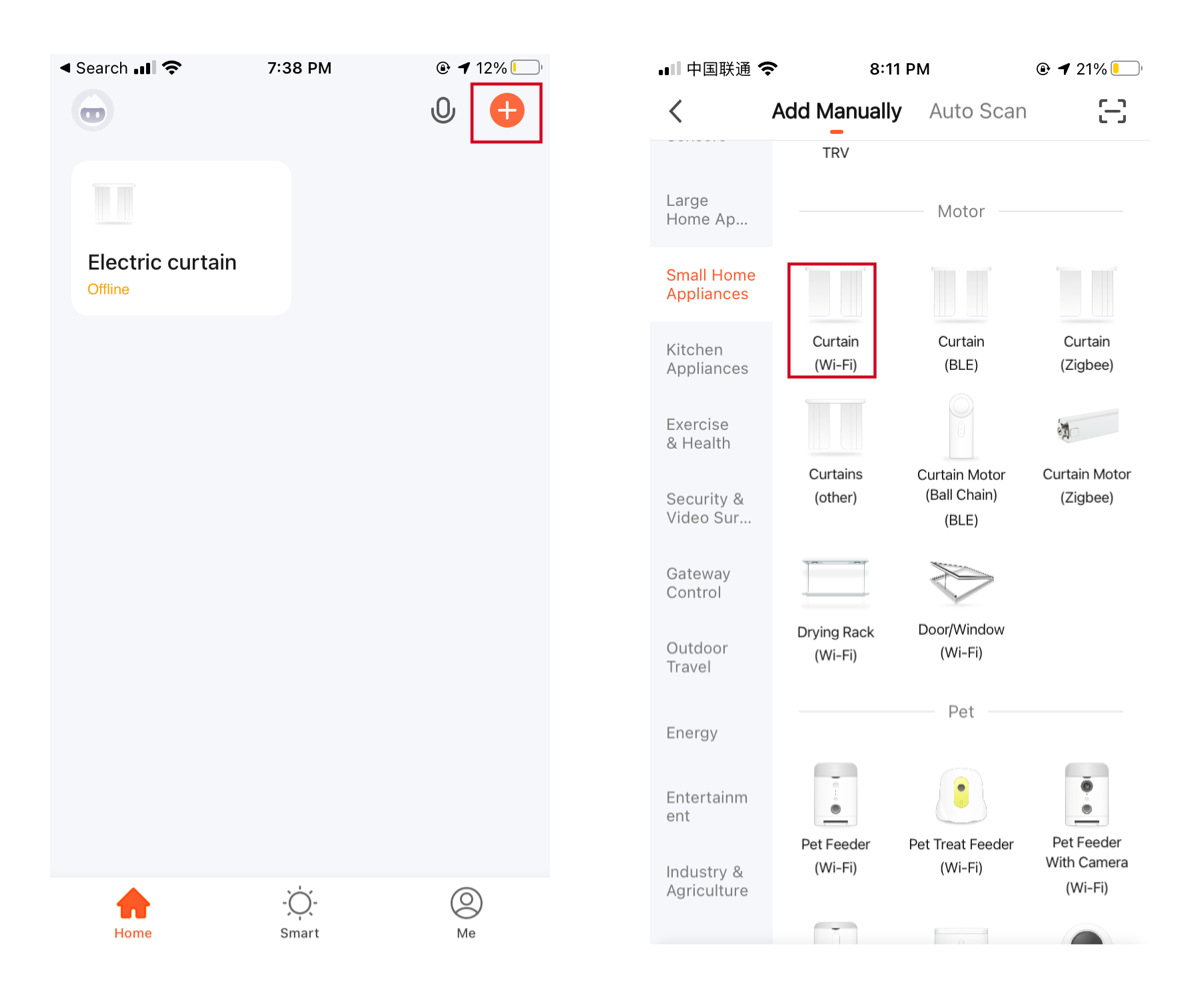 Search
7:38 PM
12%
Electric curtain
Offline
Home
Smart
Me
中国联通
8:11 PM
21%
Add Manually
Auto Scan
TRV
Large
Home Ap...
Small Home
Appliances
Kitchen
Appliances
Exercise
& Health
Security &
Video Sur...
Gateway
Control
Outdoor
Travel
Energy
Entertainm
ent
Industry &
Agriculture
Motor
Curtain
(Wi-Fi)
Curtain
(BLE)
Curtain
(Zigbee)
Curtains
(other)
Curtain Motor
(Ball Chain)
(BLE)
Curtain Motor
(Zigbee)
Drying Rack
(Wi-Fi)
Door/Window
(Wi-Fi)
Pet
Pet Feeder
(Wi-Fi)
Pet Treat Feeder
(Wi-Fi)
Pet Feeder
With Camera
(Wi-Fi)